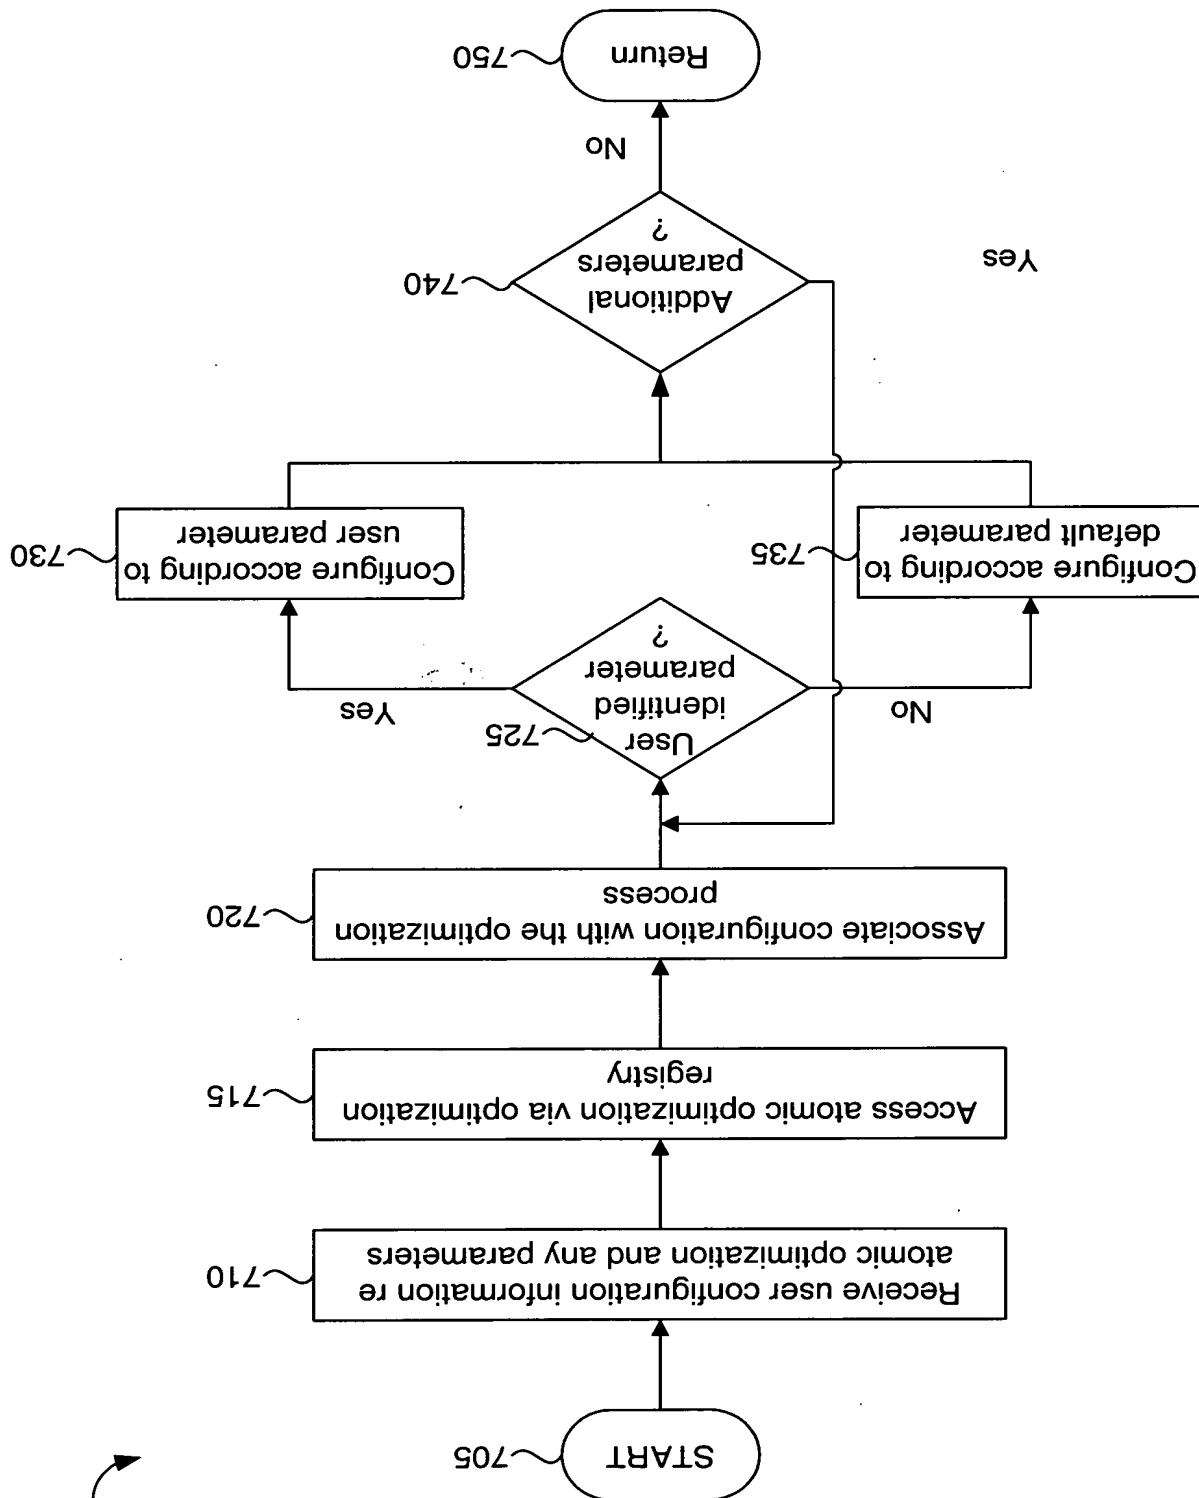 START
705
Receive user configuration information re
atomic optimization and any parameters
710
Access atomic optimization via optimization
registry
715
Associate configuration with the optimization
process
720
User
identified
parameter
?
725
No
Yes
Configure according to
default parameter
735
Configure according to
user parameter
730
Additional
parameters
?
740
Yes
No
Return
750